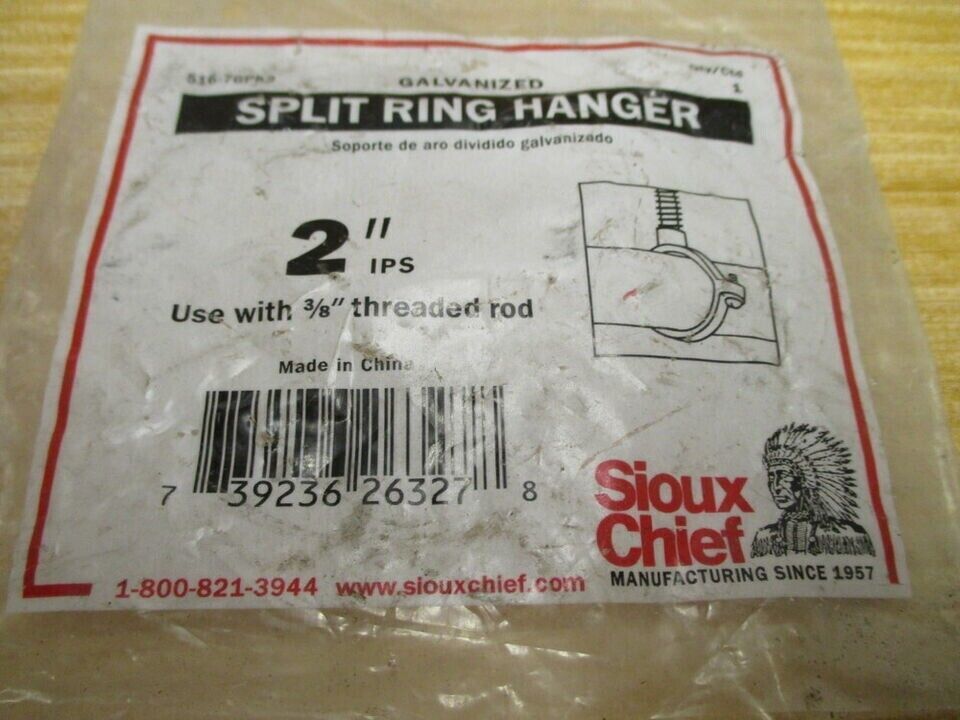 GALVANIZED
1
SPLIT RING HANGER
Soporte de aro dividido galvanizado
2" IPS
Use with 3/8" threaded rod
Made in China
7 39236 26327 8
Sioux
Chief
MANUFACTURING SINCE 1957
1-800-821-3944 www.siouxchief.com